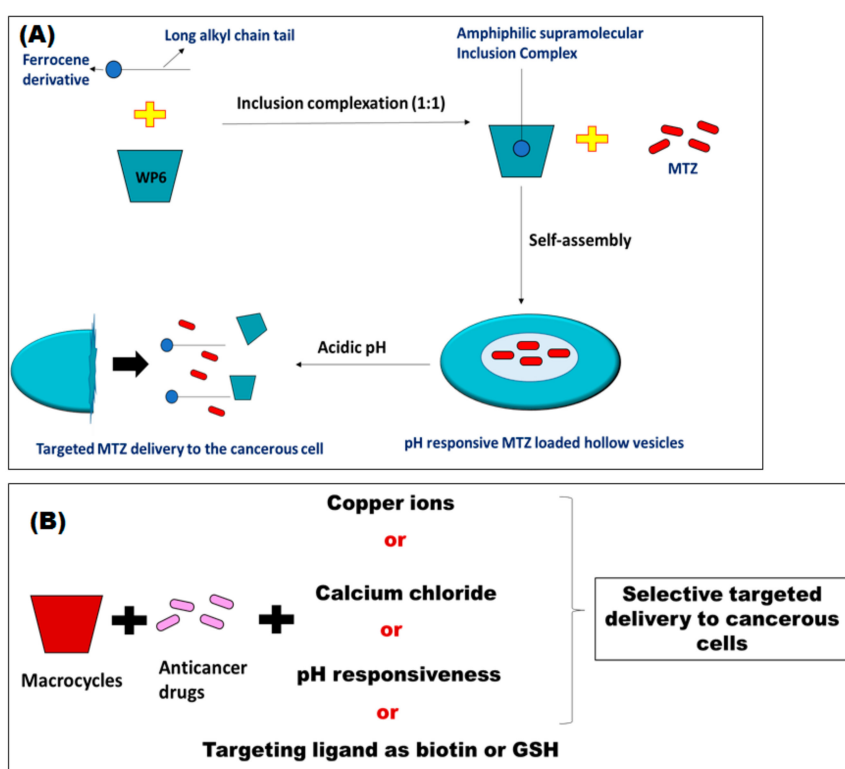 (A)
Long alkyl chain tail
Ferrocene
derivative
WP6
Inclusion complexation (1:1)
Amphiphilic supramolecular
Inclusion Complex
MTZ
Self-assembly
Acidic pH
Targeted MTZ delivery to the cancerous cell
pH responsive MTZ loaded hollow vesicles
(B)
Macrocycles
Anticancer
drugs
Copper ions
or
Calcium chloride
or
pH responsiveness
or
Targeting ligand as biotin or GSH
Selective targeted
delivery to cancerous
cells